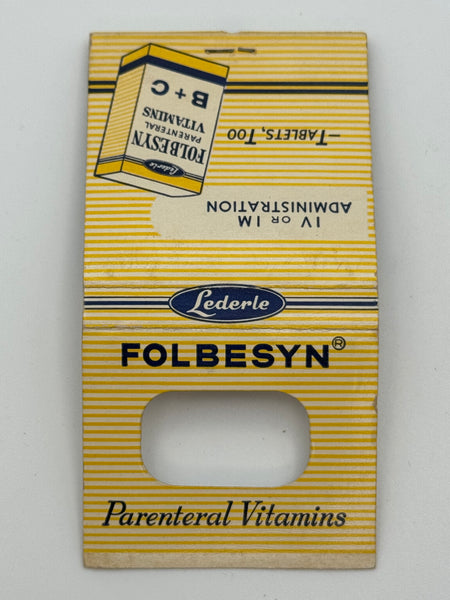 Lederle
FOLBESYN
PARENTERAL
VITAMINS
B + C
IV OR IM
ADMINISTRATION
—TABLETS, TOO
Lederle
FOLBESYN®
Parenteral Vitamins